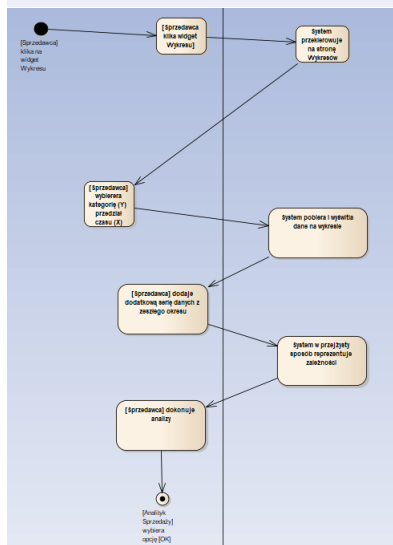 [Sprzedawca]
klika na
widget
Wykresu
[Sprzedawca
klika widget
Wykresu]
System
przekierowuje
na stronę
Wykresów
[Sprzedawca]
wybierera
kategorię (Y)
przedział
czasu (X)
System pobiera i wyświtla
dane na wykresie
[Sprzedawca] dodaje
dodatkową serię danych z
zeszłego okresu
System w przejżysty
sposób reprezentuje
zależności
[Sprzedawca] dokonuje
analizy
[Analityk
Sprzedaży]
wybiera
opcję [OK]